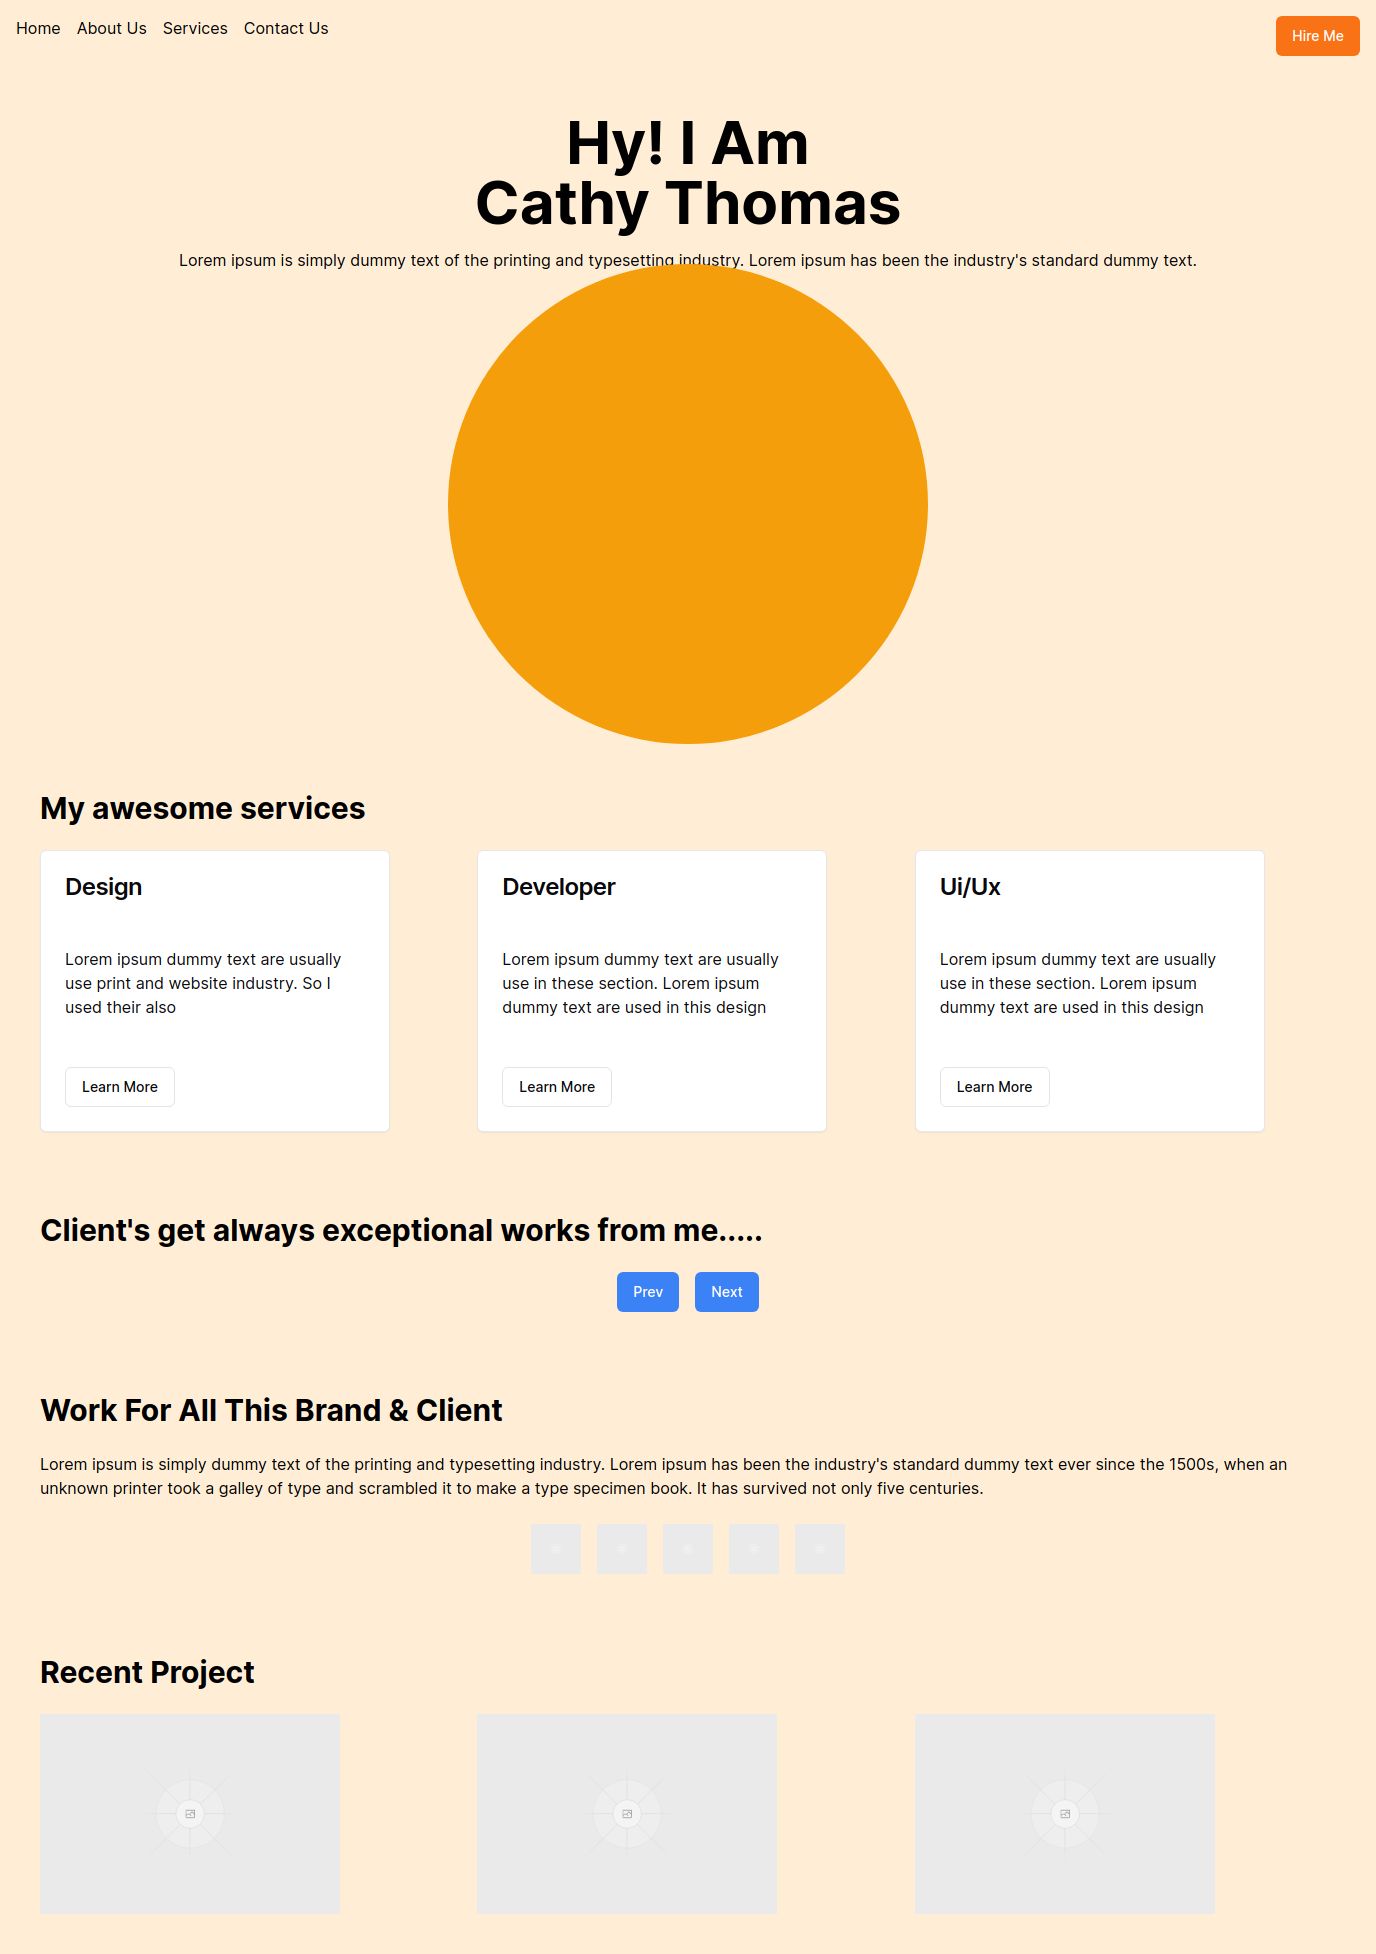 Home About Us Services Contact Us
Hire Me
Hy! I Am
Cathy Thomas
Lorem ipsum is simply dummy text of the printing and typesetting industry. Lorem ipsum has been the industry's standard dummy text.
My awesome services
Design
Lorem ipsum dummy text are usually
use print and website industry. So I
used their also
Learn More
Developer
Lorem ipsum dummy text are usually
use in these section. Lorem ipsum
dummy text are used in this design
Learn More
Ui/Ux
Lorem ipsum dummy text are usually
use in these section. Lorem ipsum
dummy text are used in this design
Learn More
Client's get always exceptional works from me.....
Prev
Next
Work For All This Brand & Client
Lorem ipsum is simply dummy text of the printing and typesetting industry. Lorem ipsum has been the industry's standard dummy text ever since the 1500s, when an
unknown printer took a galley of type and scrambled it to make a type specimen book. It has survived not only five centuries.
Recent Project